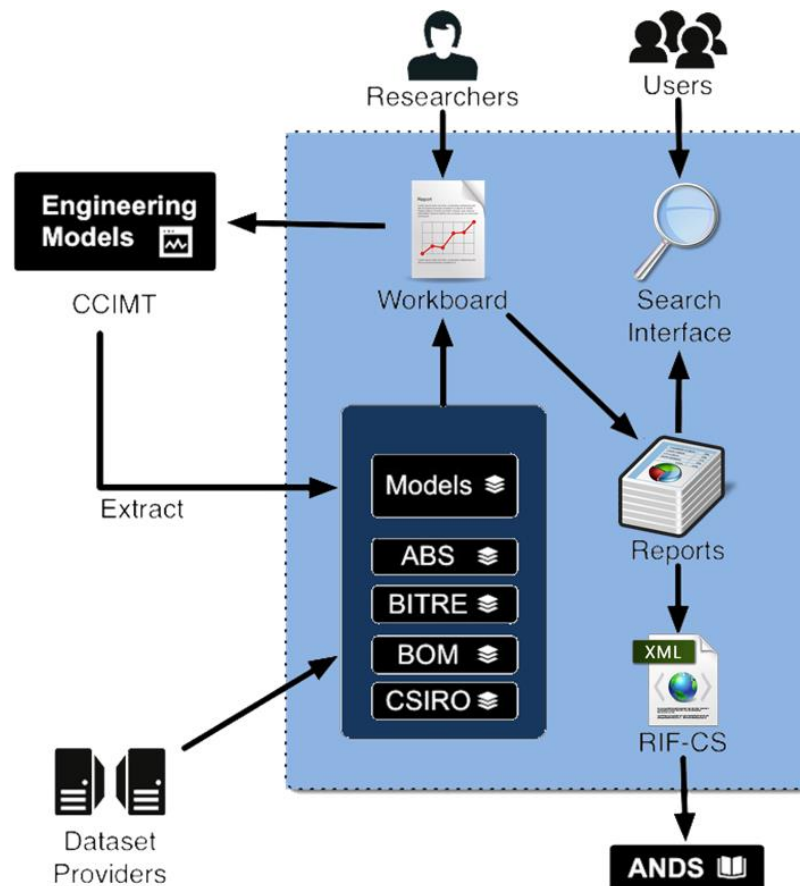 Researchers
Users
Engineering
Models
CCIMT
Report
Workboard
Search
Interface
Extract
Models
ABS
BITRE
BOM
CSIRO
Reports
XML
RIF-CS
Dataset
Providers
ANDS